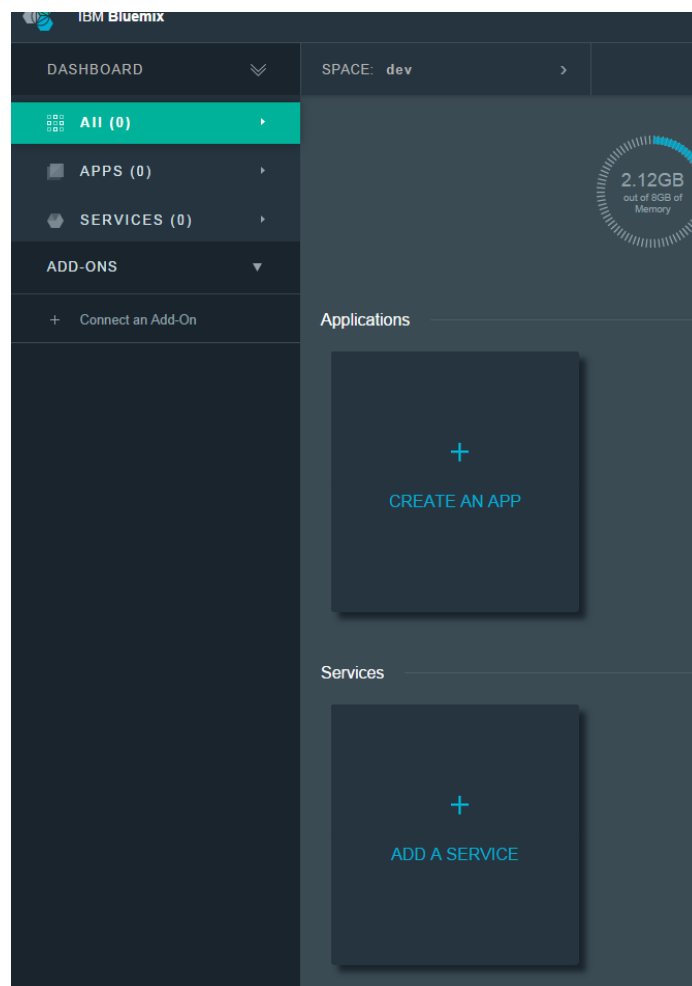 IBM Bluemix
DASHBOARD
SPACE: dev
All (0)
APPS (0)
SERVICES (0)
ADD-ONS
+ Connect an Add-On
2.12GB
out of 8GB of
Memory
Applications
+
CREATE AN APP
Services
+
ADD A SERVICE